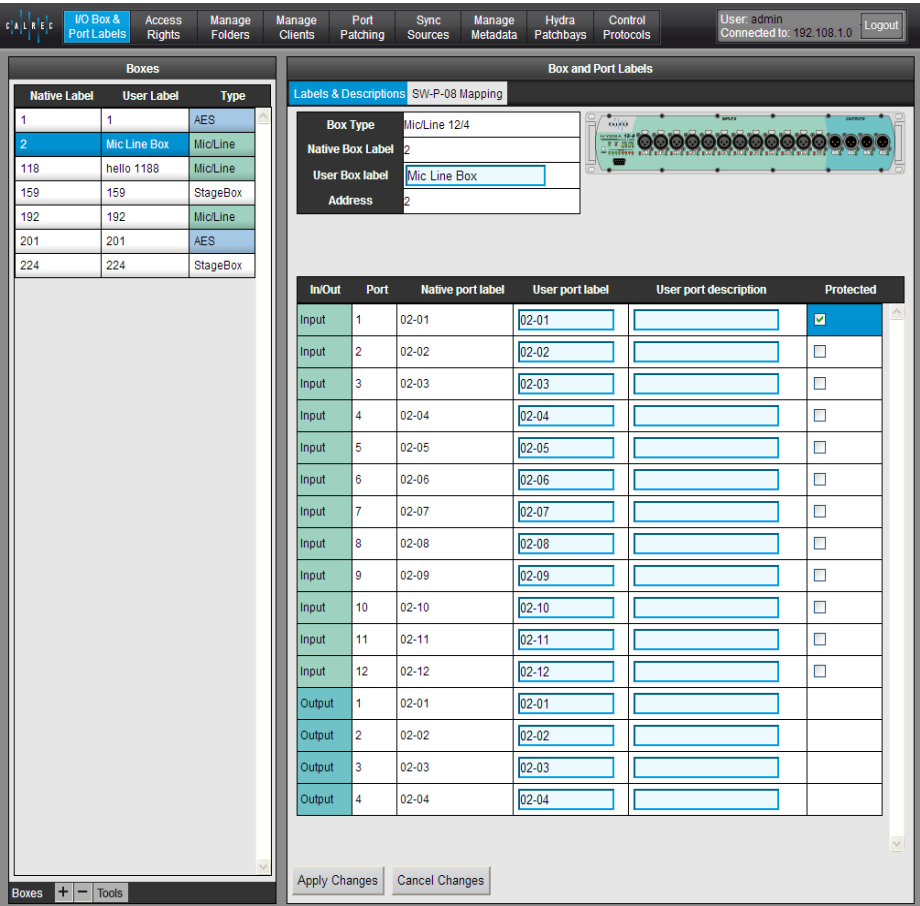 CALREC
I/O Box & Port Labels
Access Rights
Manage Folders
Manage Clients
Port Patching
Sync Sources
Manage Metadata
Hydra Patchbays
Control Protocols
User: admin
Connected to: 192.108.1.0
Logout
Boxes
Native Label User Label Type
1 1 AES
2 Mic Line Box Mic/Line
118 hello 1188 Mic/Line
159 159 StageBox
192 192 Mic/Line
201 201 AES
224 224 StageBox
Boxes + − Tools
Box and Port Labels
Labels & Descriptions SW-P-08 Mapping
Box Type Mic/Line 12/4
Native Box Label 2
User Box label Mic Line Box
Address 2
INPUTS OUTPUTS
In/Out Port Native port label User port label User port description Protected
Input 1 02-01 02-01
Input 2 02-02 02-02
Input 3 02-03 02-03
Input 4 02-04 02-04
Input 5 02-05 02-05
Input 6 02-06 02-06
Input 7 02-07 02-07
Input 8 02-08 02-08
Input 9 02-09 02-09
Input 10 02-10 02-10
Input 11 02-11 02-11
Input 12 02-12 02-12
Output 1 02-01 02-01
Output 2 02-02 02-02
Output 3 02-03 02-03
Output 4 02-04 02-04
Apply Changes Cancel Changes